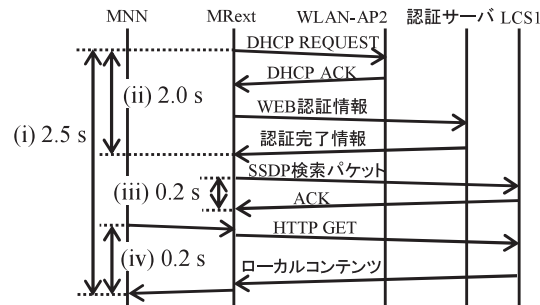 MNN MRext WLAN-AP2 認証サーバ LCS1
DHCP REQUEST
DHCP ACK
(ii) 2.0 s
WEB認証情報
(i) 2.5 s
認証完了情報
SSDP検索パケット
(iii) 0.2 s
ACK
HTTP GET
(iv) 0.2 s
ローカルコンテンツ